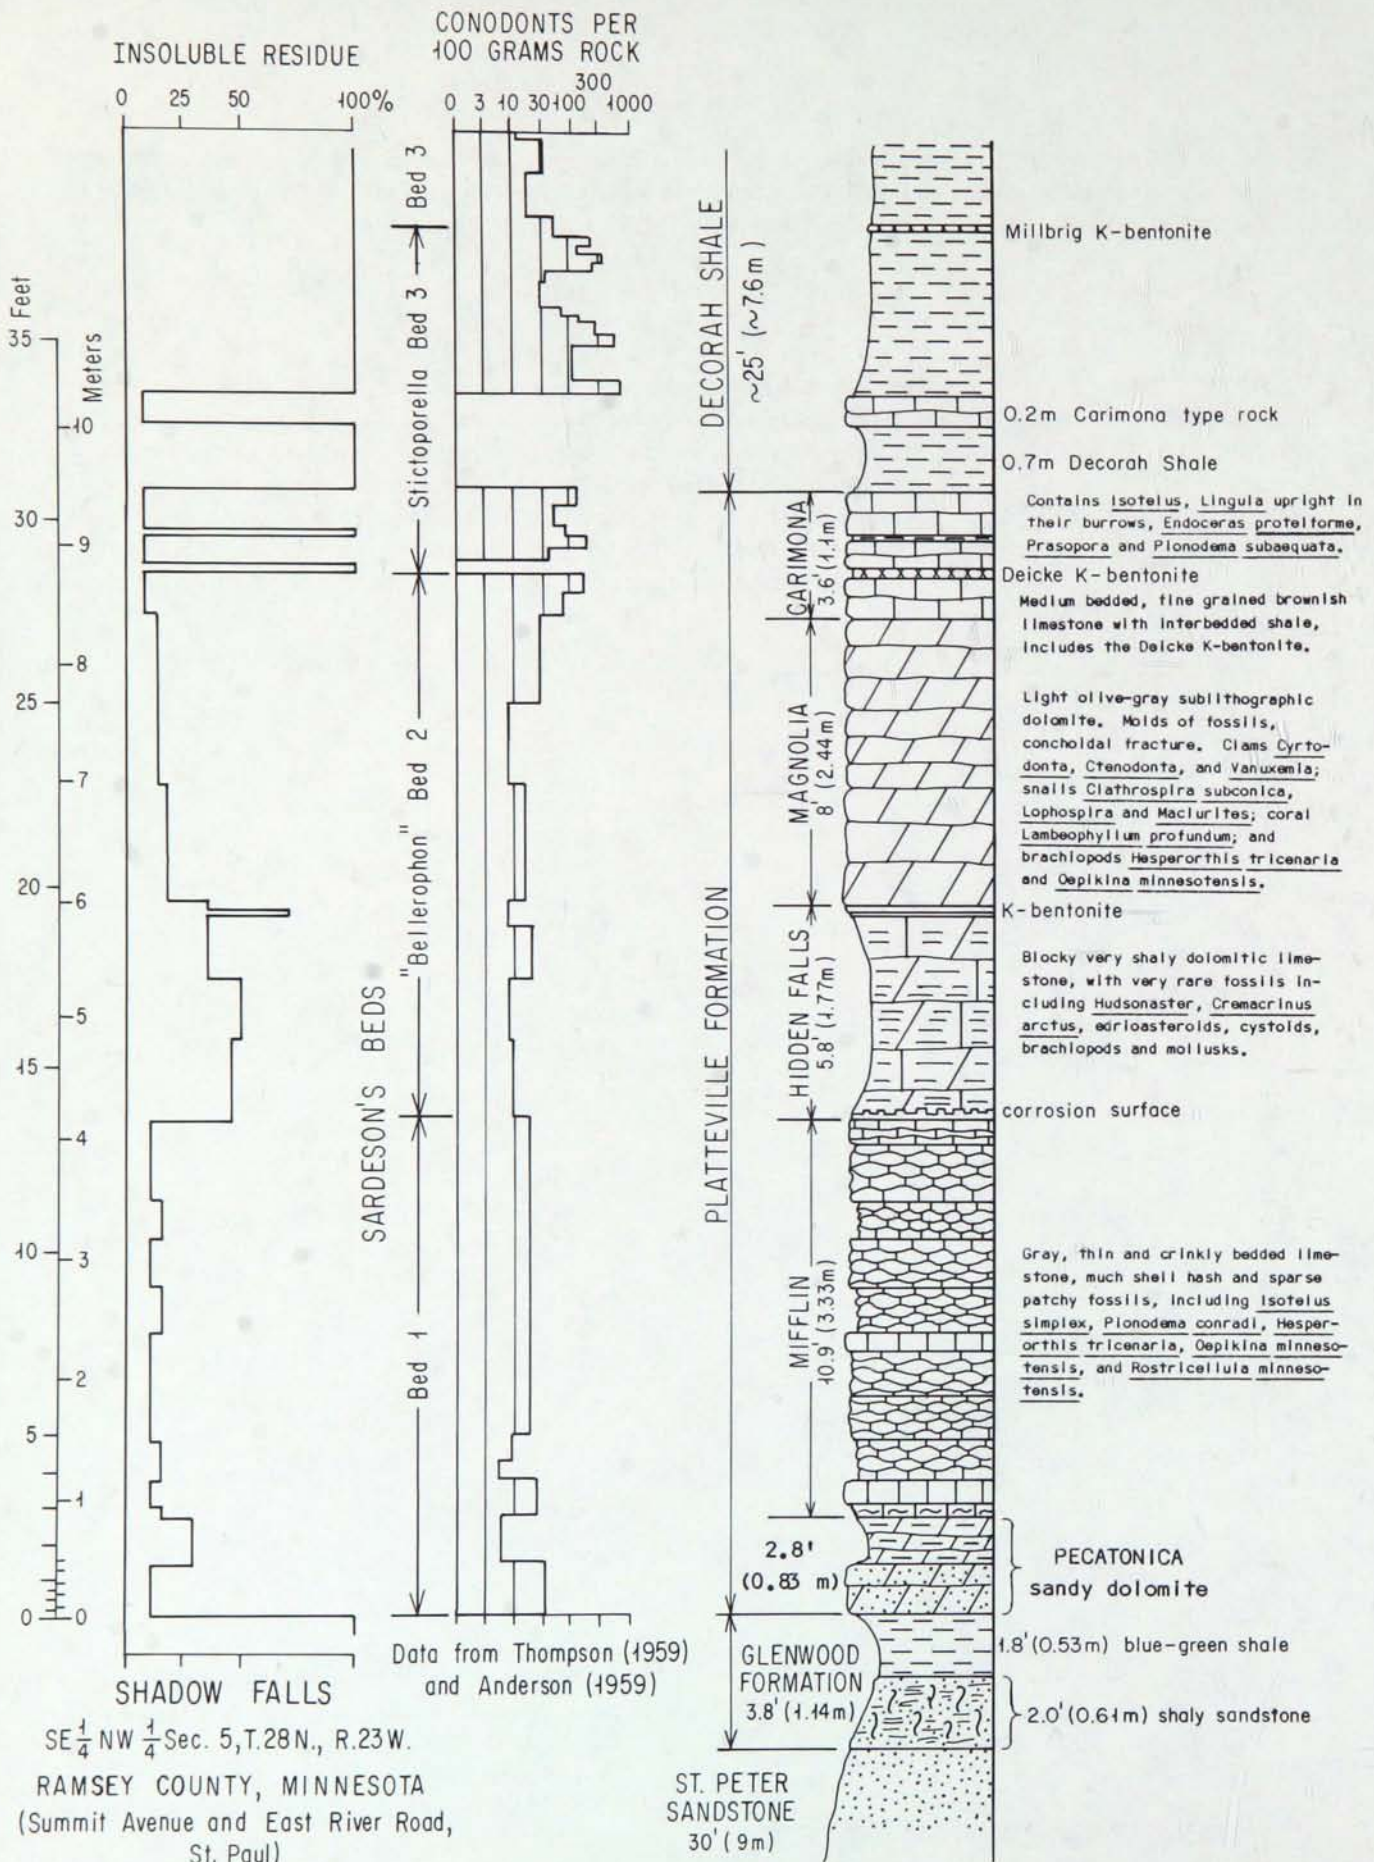 INSOLUBLE RESIDUE
0 25 50 100%
CONODONTS PER
100 GRAMS ROCK
300
0 3 10 30 100 1000
Feet
35
30
25
20
15
10
5
0
Meters
10
9
8
7
6
5
4
3
2
1
0
SARDESON'S BEDS
Bed 3
Stictoporella Bed 3
"Bellerophon" Bed 2
Bed 1
Data from Thompson (1959)
and Anderson (1959)
SHADOW FALLS
SE 1/4 NW 1/4 Sec. 5, T.28N., R.23W.
RAMSEY COUNTY, MINNESOTA
(Summit Avenue and East River Road,
St. Paul)
DECORAH SHALE
~25' (~7.6m)
PLATTEVILLE FORMATION
CARIMONA
3.6' (1.1m)
MAGNOLIA
8' (2.44m)
HIDDEN FALLS
5.8' (1.77m)
MIFFLIN
10.9' (3.33m)
2.8'
(0.83 m)
GLENWOOD
FORMATION
3.8' (1.14m)
ST. PETER
SANDSTONE
30' (9m)
Millbrig K-bentonite
0.2m Carimona type rock
0.7m Decorah Shale
Contains Isotelus, Lingula upright in
their burrows, Endoceras proteiforme,
Prasopora and Pionodema subaequata.
Deicke K-bentonite
Medium bedded, fine grained brownish
limestone with interbedded shale,
includes the Deicke K-bentonite.
Light olive-gray sublithographic
dolomite. Molds of fossils,
conchoidal fracture. Clams Cyrto-
donta, Ctenodonta, and Vanuxemia;
snails Clathrospira subconica,
Lophospira and Maclurites; coral
Lambeophyllum profundum; and
brachiopods Hesperorthis tricenaria
and Oepikina minnesotensis.
K-bentonite
Blocky very shaly dolomitic lime-
stone, with very rare fossils in-
cluding Hudsonaster, Cremacrinus
arctus, edrioasteroids, cystoids,
brachiopods and mollusks.
corrosion surface
Gray, thin and crinkly bedded lime-
stone, much shell hash and sparse
patchy fossils, including Isotelus
simplex, Pionodema conradi, Hesper-
orthis tricenaria, Oepikina minneso-
tensis, and Rostricellula minneso-
tensis.
PECATONICA
sandy dolomite
1.8' (0.53m) blue-green shale
2.0' (0.61m) shaly sandstone